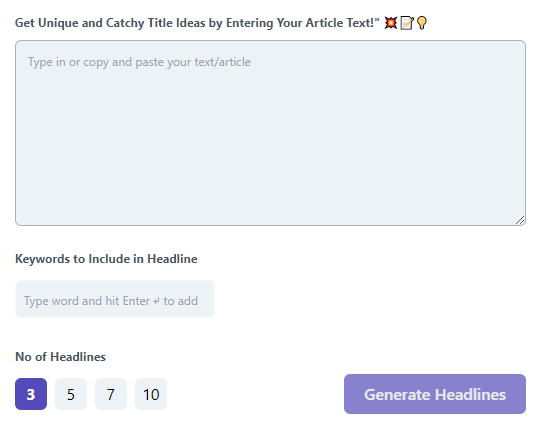 Get Unique and Catchy Title Ideas by Entering Your Article Text!" 💥📝💡
Type in or copy and paste your text/article
Keywords to Include in Headline
Type word and hit Enter ↵ to add
No of Headlines
3 5 7 10 Generate Headlines